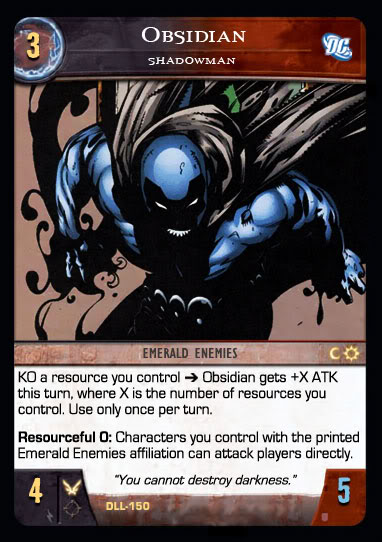 3
OBSIDIAN
SHADOWMAN
DC
EMERALD ENEMIES
C
KO a resource you control ➔ Obsidian gets +X ATK
this turn, where X is the number of resources you
control. Use only once per turn.
Resourceful 0: Characters you control with the printed
Emerald Enemies affiliation can attack players directly.
"You cannot destroy darkness."
4
DLL-150
5